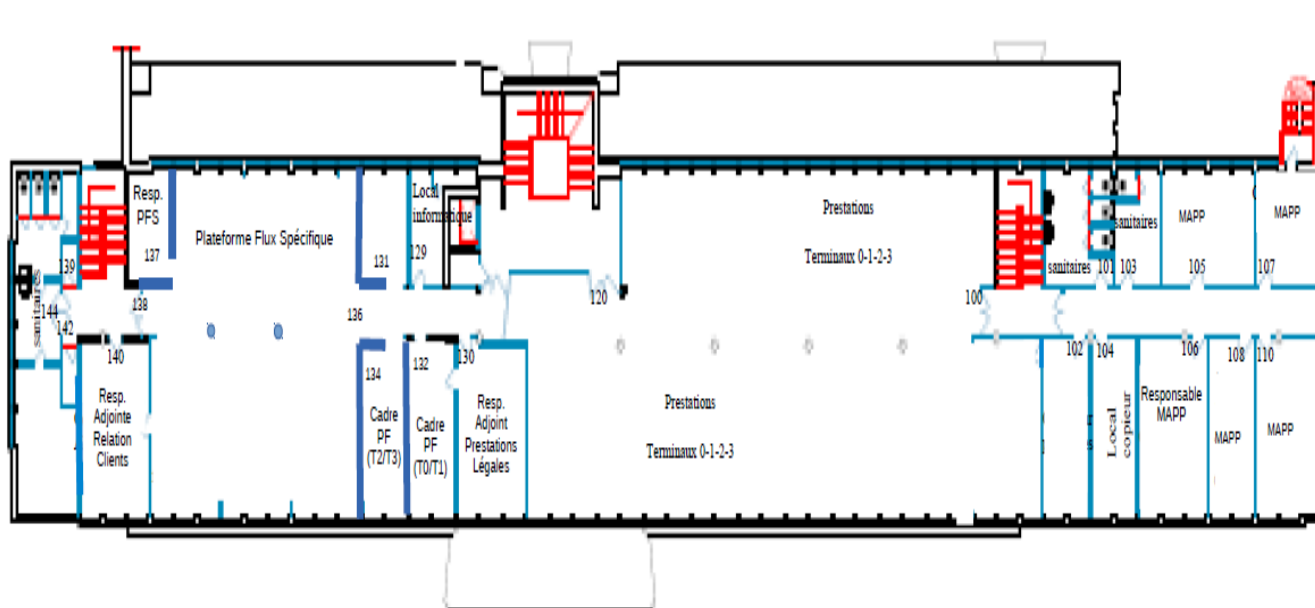 Resp.
PFS
137
Plateforme Flux Spécifique
131
Local
informatique
129
Prestations
Terminaux 0-1-2-3
sanitaires
sanitaires
101
103
MAPP
105
MAPP
107
139
138
sanitaires
144
142
140
136
134
132
130
120
100
102
104
106
108
110
Resp.
Adjointe
Relation
Clients
Cadre
PF
(T2/T3)
Cadre
PF
(T0/T1)
Resp.
Adjoint
Prestations
Légales
Prestations
Terminaux 0-1-2-3
Local
copieur
Responsable
MAPP
MAPP
MAPP